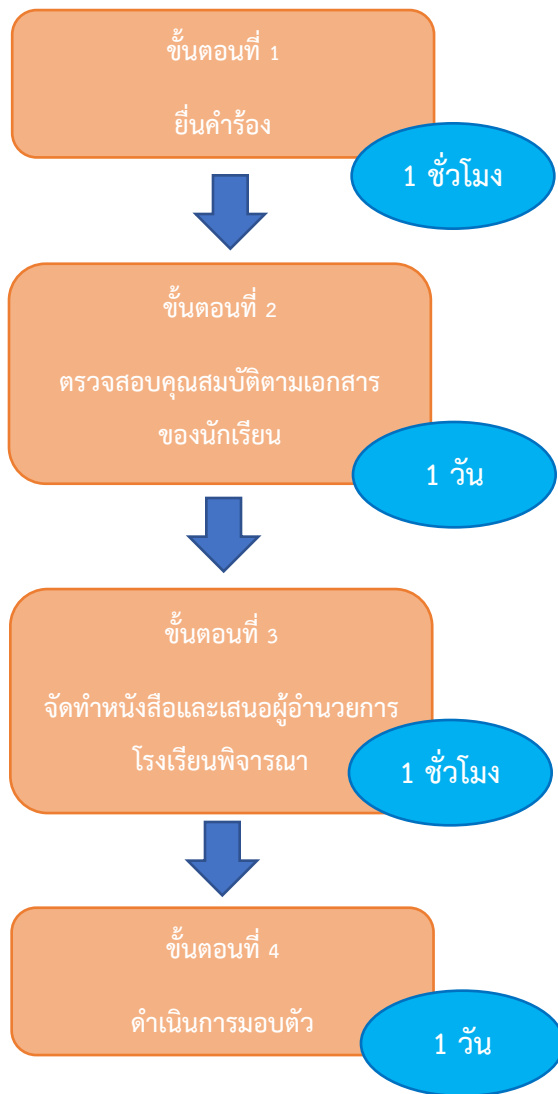 ขั้นตอนที่ 1
ยื่นคำร้อง
1 ชั่วโมง
ขั้นตอนที่ 2
ตรวจสอบคุณสมบัติตามเอกสาร
ของนักเรียน
1 วัน
ขั้นตอนที่ 3
จัดทำหนังสือและเสนอผู้อำนวยการ
โรงเรียนพิจารณา
1 ชั่วโมง
ขั้นตอนที่ 4
ดำเนินการมอบตัว
1 วัน